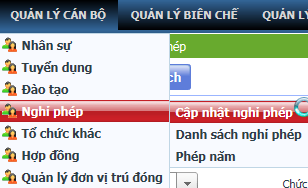 QUẢN LÝ CÁN BỘ QUẢN LÝ BIÊN CHẾ QUẢN LÝ
Nhân sự
Tuyển dụng
Đào tạo
Nghỉ phép
Cập nhật nghỉ phép
Tổ chức khác
Danh sách nghỉ phép
Hợp đồng
Phép năm
Quản lý đơn vị trú đóng
Chức